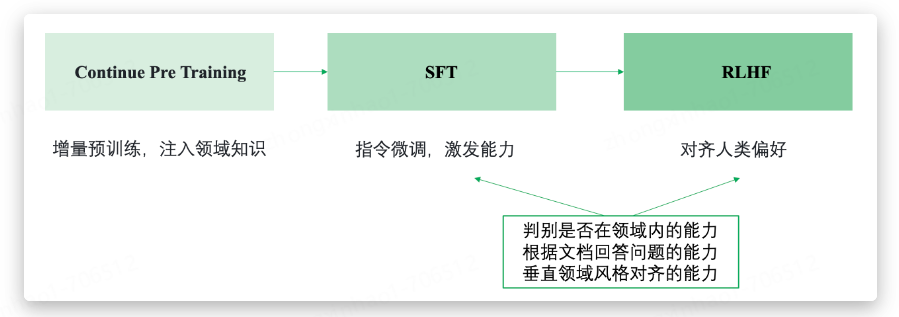 Continue Pre Training
SFT
RLHF
增量预训练，注入领域知识
指令微调，激发能力
对齐人类偏好
判别是否在领域内的能力
根据文档回答问题的能力
垂直领域风格对齐的能力